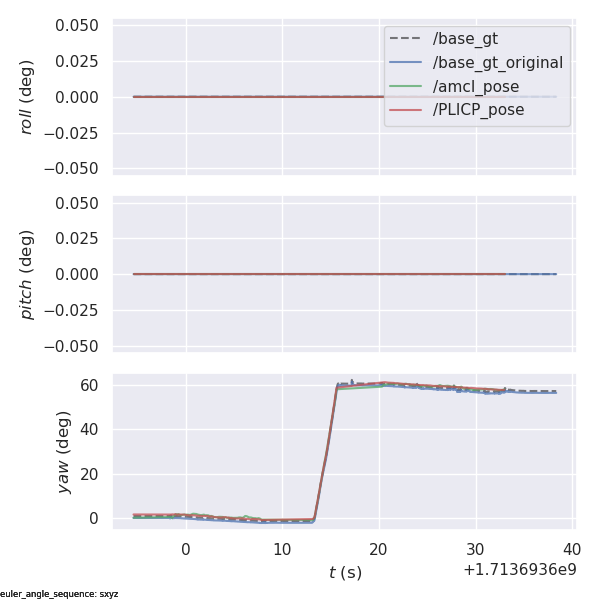 0.050
0.025
0.000
−0.025
−0.050
roll (deg)
/base_gt
/base_gt_original
/amcl_pose
/PLICP_pose
0.050
0.025
0.000
−0.025
−0.050
pitch (deg)
60
40
20
0
yaw (deg)
0 10 20 30 40
t (s)
+1.7136936e9
euler_angle_sequence: sxyz